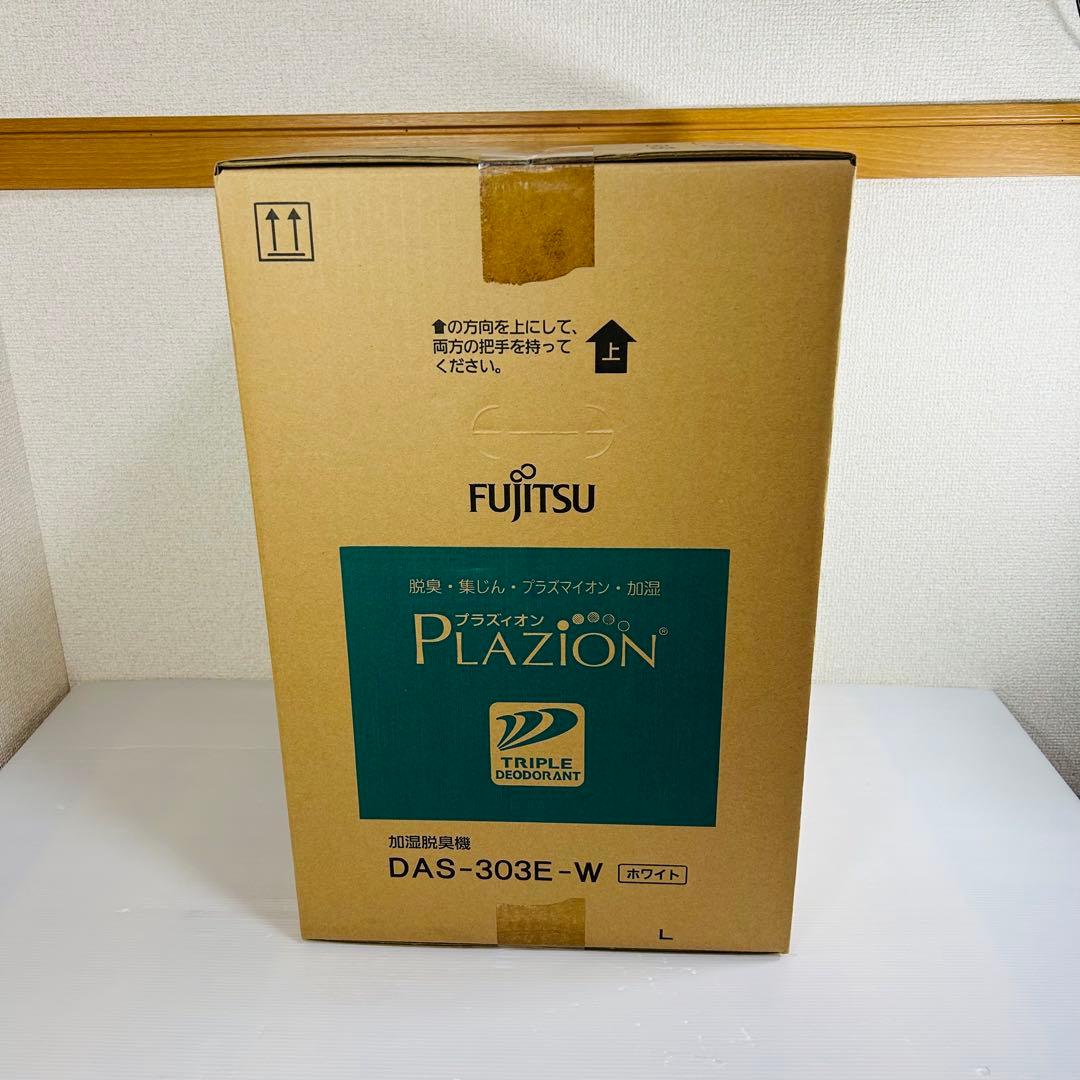 ⬆の方向を上にして、
両方の把手を持って
ください。
上
FUJITSU
脱臭・集じん・プラズマイオン・加湿
プラズィオン
PLAZION®
TRIPLE
DEODORANT
加湿脱臭機
DAS-303E-W ホワイト
L